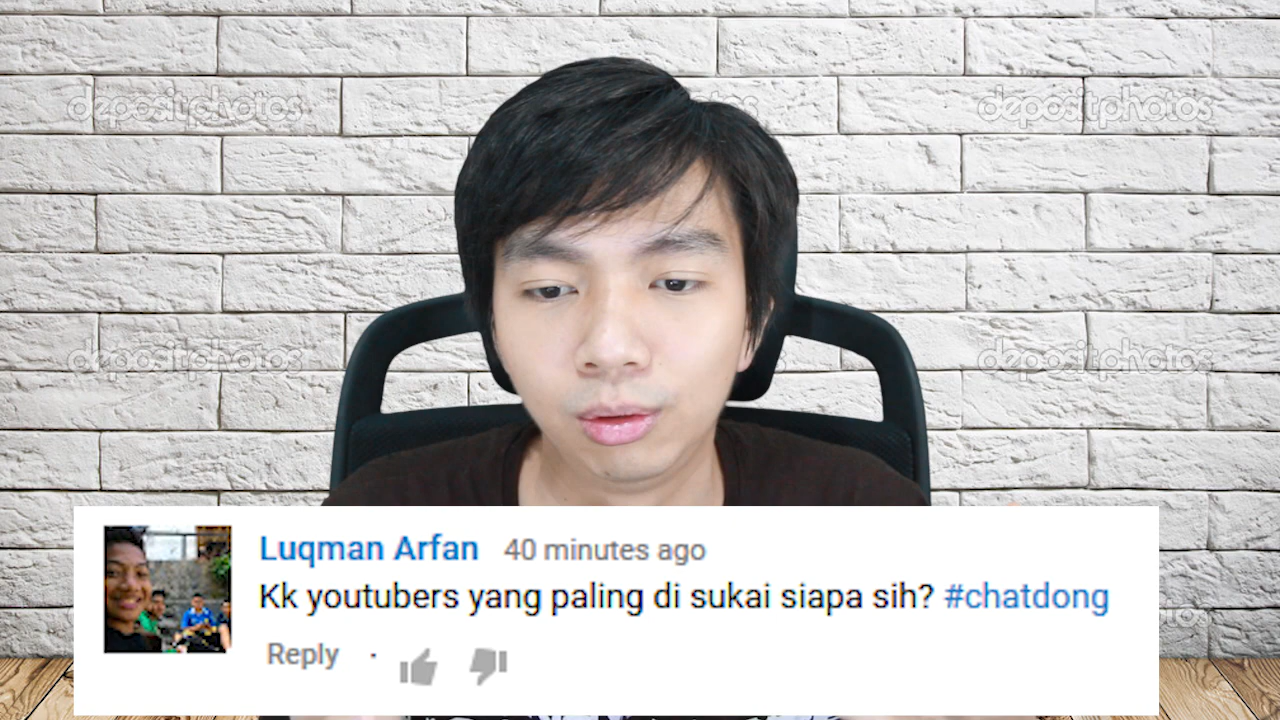 depositphotos
depositphotos
depositphotos
depositphotos
Luqman Arfan 40 minutes ago
Kk youtubers yang paling di sukai siapa sih? #chatdong
Reply ·